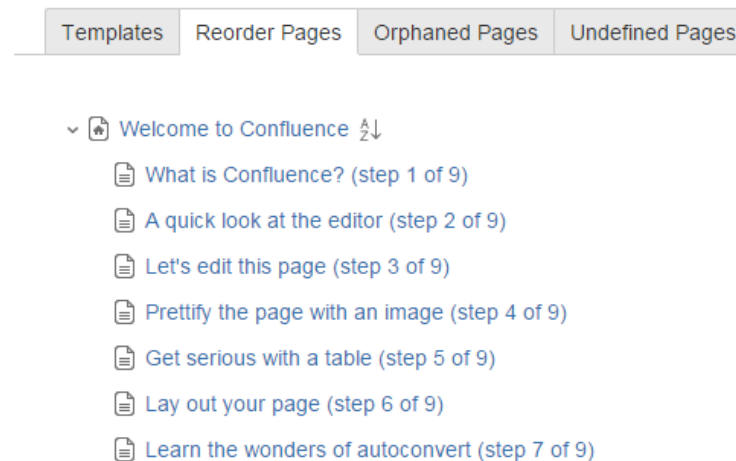 Templates Reorder Pages Orphaned Pages Undefined Pages
Welcome to Confluence
What is Confluence? (step 1 of 9)
A quick look at the editor (step 2 of 9)
Let's edit this page (step 3 of 9)
Prettify the page with an image (step 4 of 9)
Get serious with a table (step 5 of 9)
Lay out your page (step 6 of 9)
Learn the wonders of autoconvert (step 7 of 9)